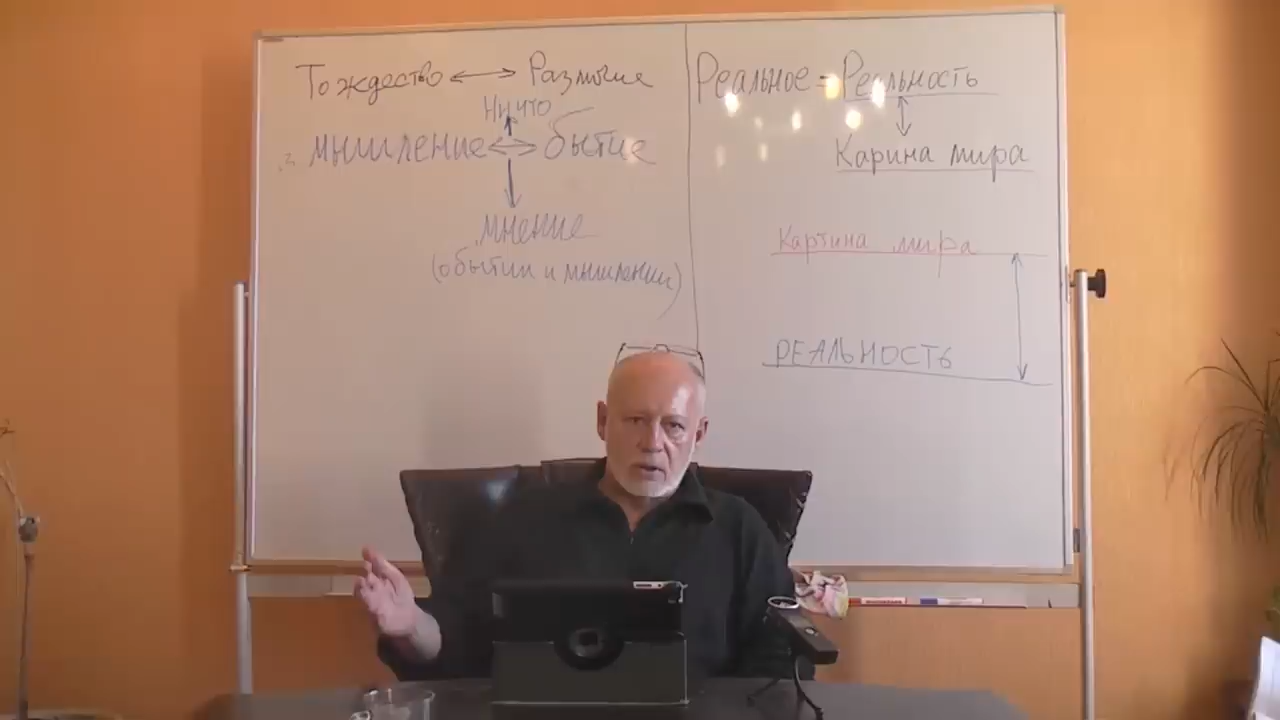 Тождество ↔ Различие
Ничто
мышление ⇔ бытие
мнение
(о бытии и мышлении)
Реальное = Реальность
Карина мира
Картина мира
РЕАЛЬНОСТЬ